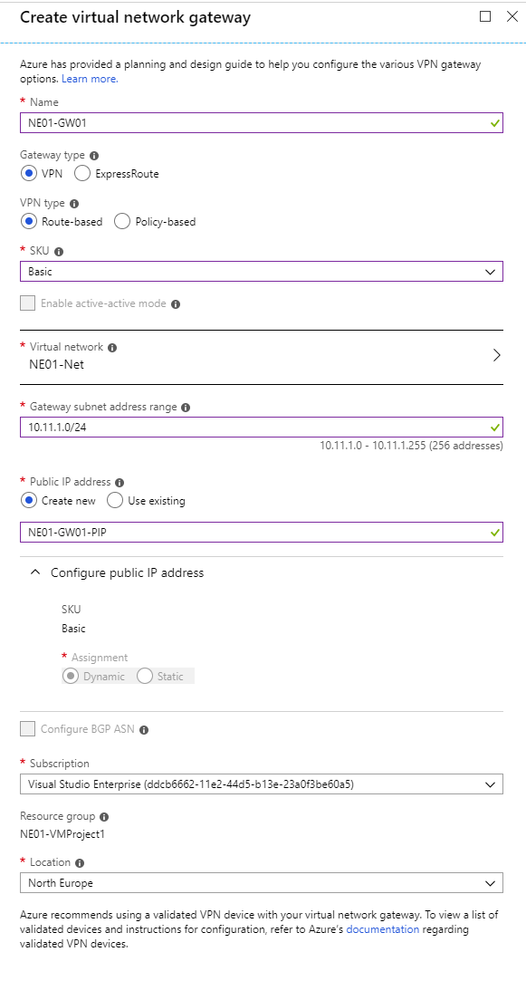 Create virtual network gateway
Azure has provided a planning and design guide to help you configure the various VPN gateway
options. Learn more.
* Name
NE01-GW01
Gateway type
VPN ExpressRoute
VPN type
Route-based Policy-based
* SKU
Basic
Enable active-active mode
* Virtual network
NE01-Net
* Gateway subnet address range
10.11.1.0/24
10.11.1.0 - 10.11.1.255 (256 addresses)
* Public IP address
Create new Use existing
NE01-GW01-PIP
Configure public IP address
SKU
Basic
* Assignment
Dynamic Static
Configure BGP ASN
* Subscription
Visual Studio Enterprise (ddcb6662-11e2-44d5-b13e-23a0f3be60a5)
Resource group
NE01-VMProject1
* Location
North Europe
Azure recommends using a validated VPN device with your virtual network gateway. To view a list of
validated devices and instructions for configuration, refer to Azure's documentation regarding
validated VPN devices.